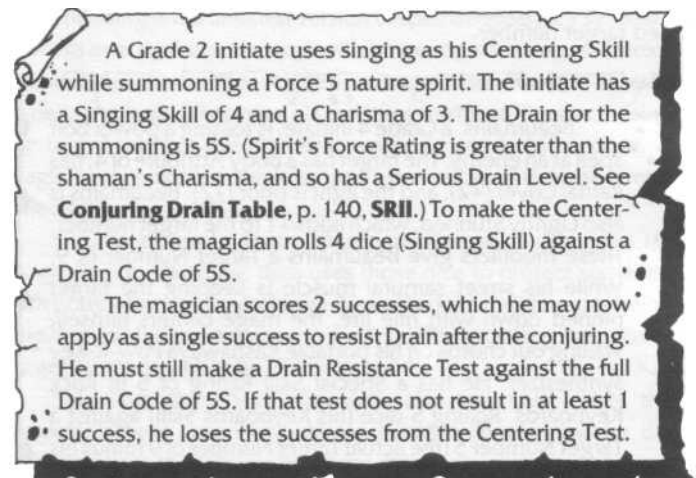 A Grade 2 initiate uses singing as his Centering Skill
while summoning a Force 5 nature spirit. The initiate has
a Singing Skill of 4 and a Charisma of 3. The Drain for the
summoning is 5S. (Spirit's Force Rating is greater than the
shaman's Charisma, and so has a Serious Drain Level. See
Conjuring Drain Table, p. 140, SRII.) To make the Center-
ing Test, the magician rolls 4 dice (Singing Skill) against a
Drain Code of 5S.
The magician scores 2 successes, which he may now
apply as a single success to resist Drain after the conjuring.
He must still make a Drain Resistance Test against the full
Drain Code of 5S. If that test does not result in at least 1
success, he loses the successes from the Centering Test.